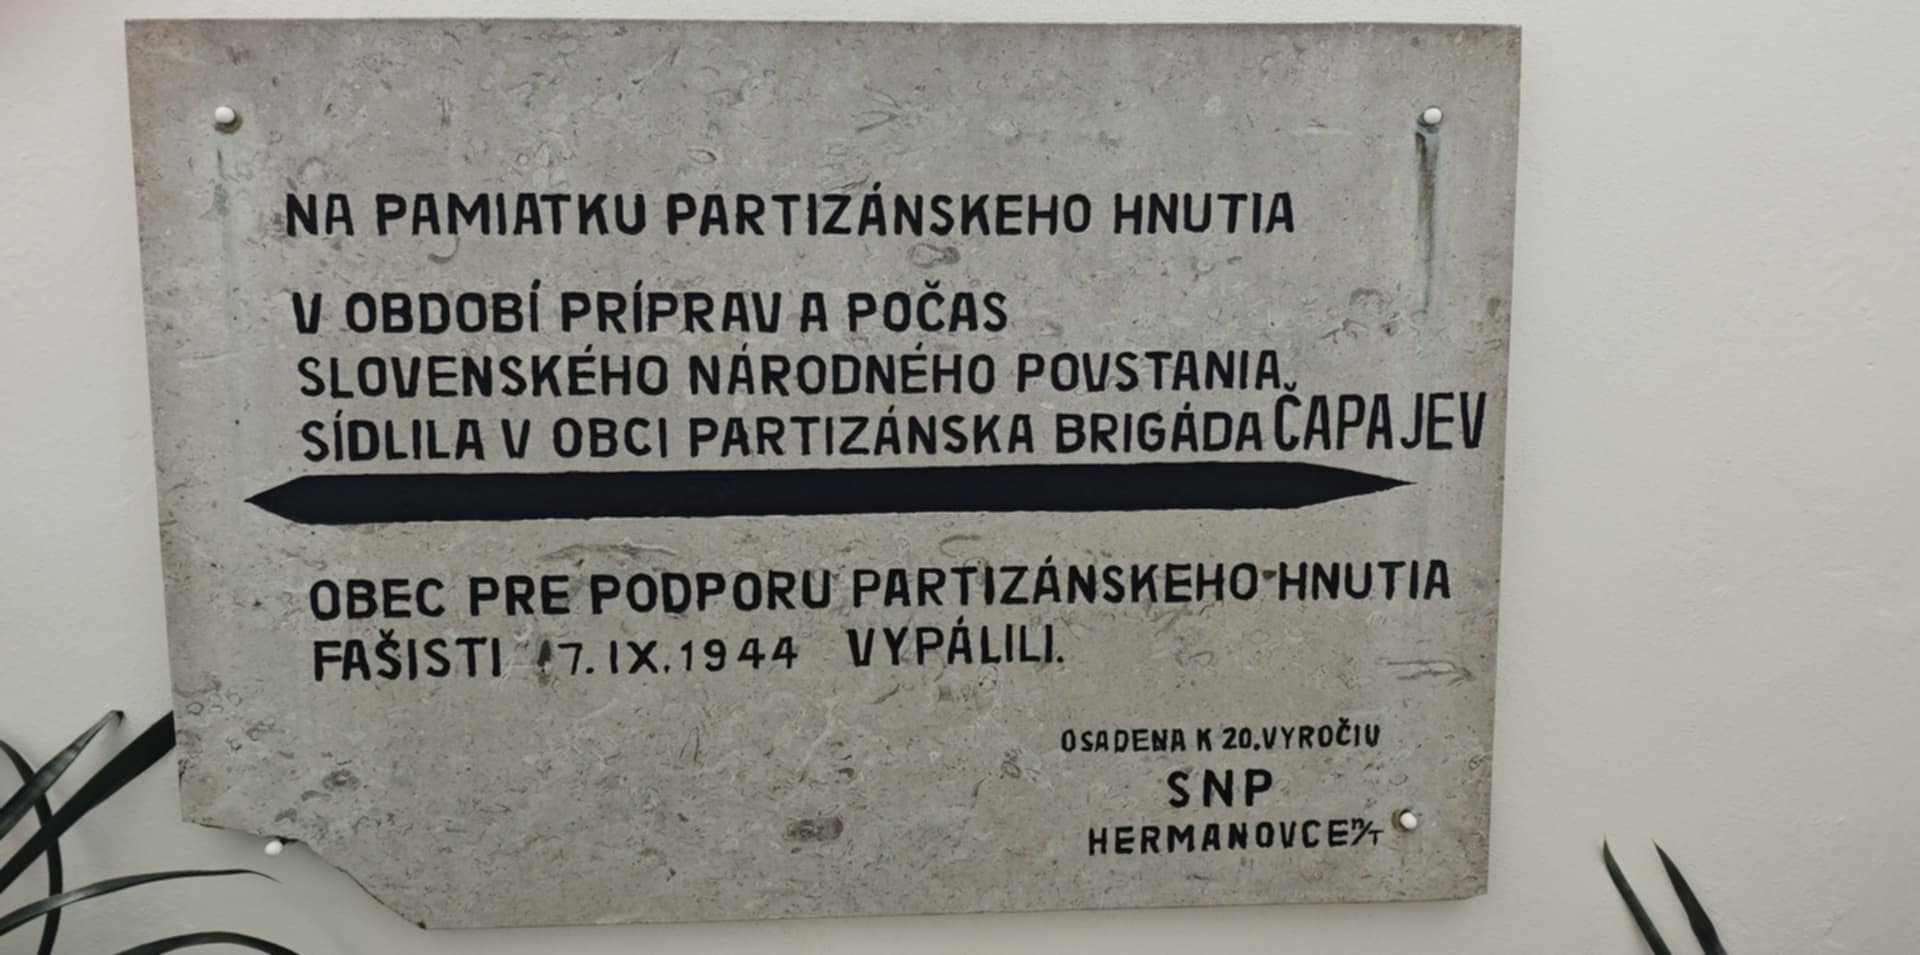 NA PAMIATKU PARTIZÁNSKEHO HNUTIA
V OBDOBÍ PRÍPRAV A POČAS
SLOVENSKÉHO NÁRODNÉHO POVSTANIA
SÍDLILA V OBCI PARTIZÁNSKA BRIGÁDA ČAPAJEV
OBEC PRE PODPORU PARTIZÁNSKEHO HNUTIA
FAŠISTI 7. IX. 1944 VYPÁLILI.
OSADENA K 20. VYROČIU
SNP
HERMANOVCE n/T